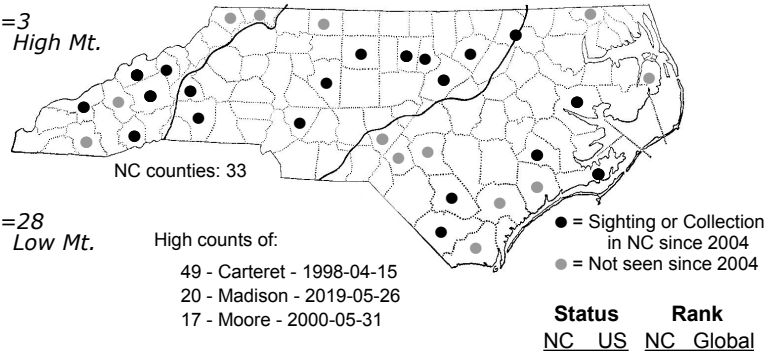 =3
High Mt.
NC counties: 33
=28
Low Mt.
High counts of:
49 - Carteret - 1998-04-15
20 - Madison - 2019-05-26
17 - Moore - 2000-05-31
= Sighting or Collection
in NC since 2004
= Not seen since 2004
Status Rank
NC US NC Global